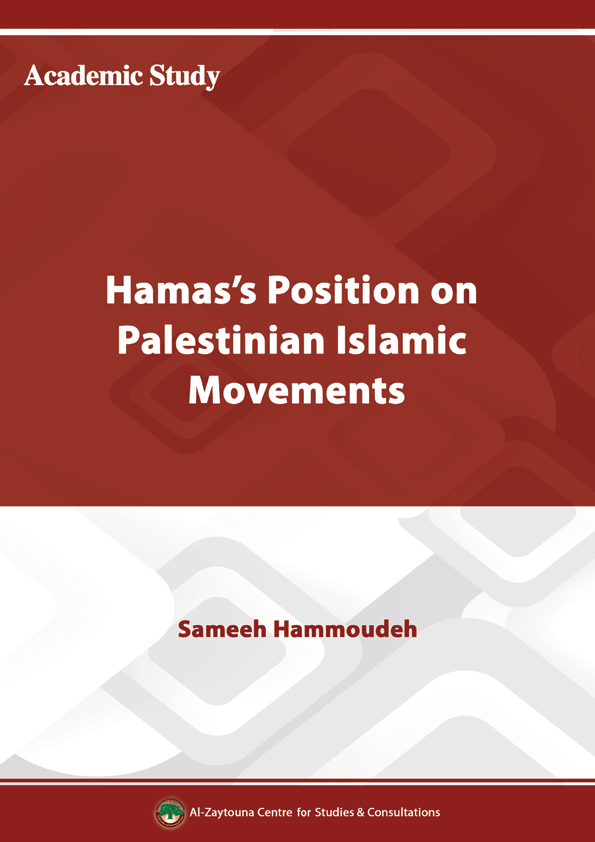 Academic Study
Hamas’s Position on
Palestinian Islamic
Movements
Sameeh Hammoudeh
Al-Zaytouna Centre for Studies & Consultations